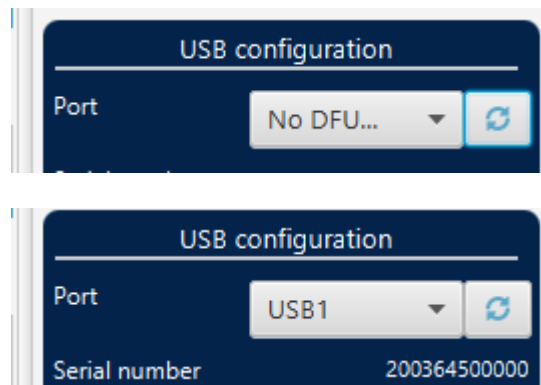 USB configuration
Port No DFU...
USB configuration
Port USB1
Serial number 200364500000